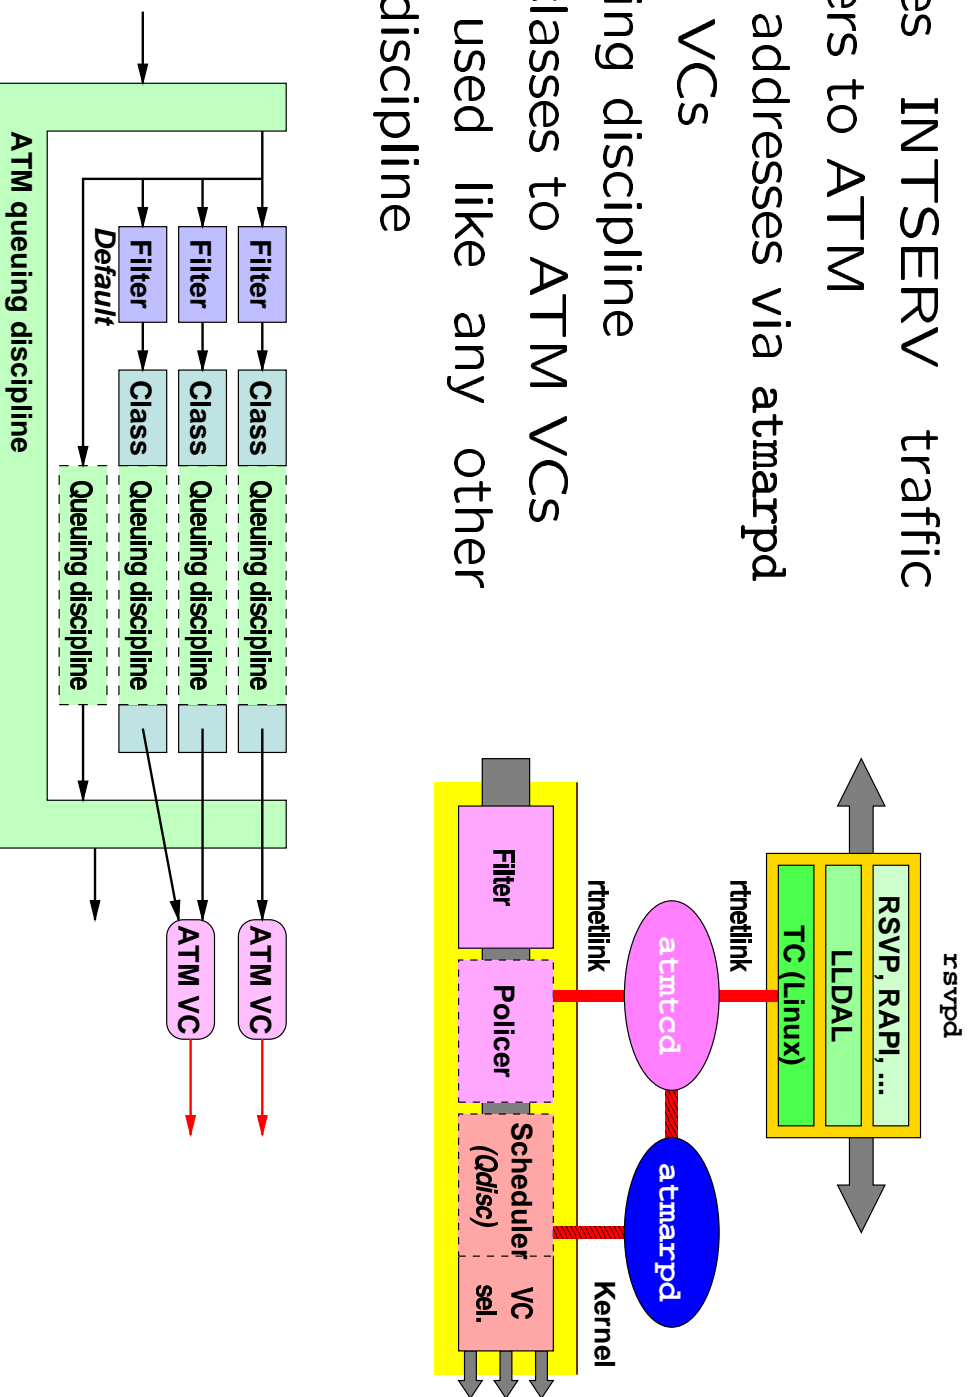 es INTSERV traffic
ers to ATM
addresses via atmarpd
VCs
ing discipline
classes to ATM VCs
used like any other
discipline
rsvpd
RSVP, RAPI, ...
LLDAL
TC (Linux)
rtnetlink
atmtcd
atmarpd
rtnetlink
Kernel
Filter
Policer
Scheduler
(Qdisc)
VC
sel.
Filter
Class
Queuing discipline
ATM VC
Filter
Class
Queuing discipline
ATM VC
Filter
Class
Queuing discipline
Default
Queuing discipline
ATM queuing discipline